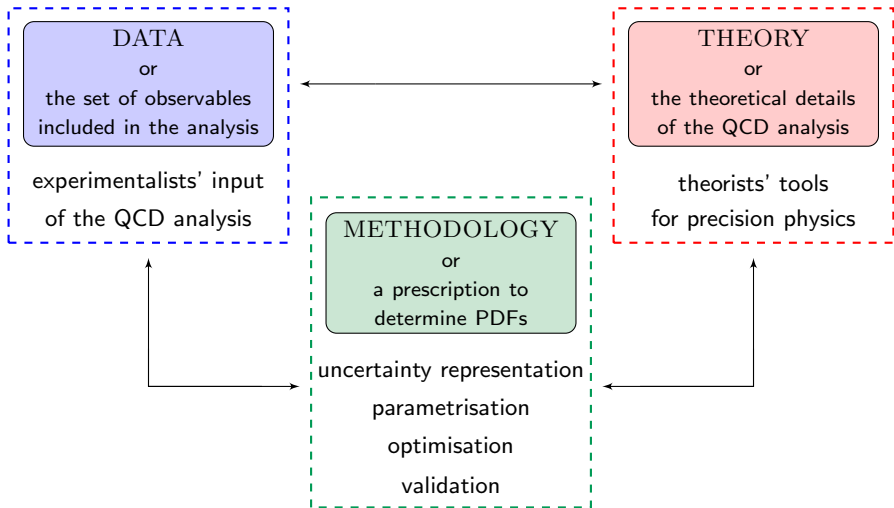 DATA
or
the set of observables
included in the analysis
experimentalists' input
of the QCD analysis
THEORY
or
the theoretical details
of the QCD analysis
theorists' tools
for precision physics
METHODOLOGY
or
a prescription to
determine PDFs
uncertainty representation
parametrisation
optimisation
validation